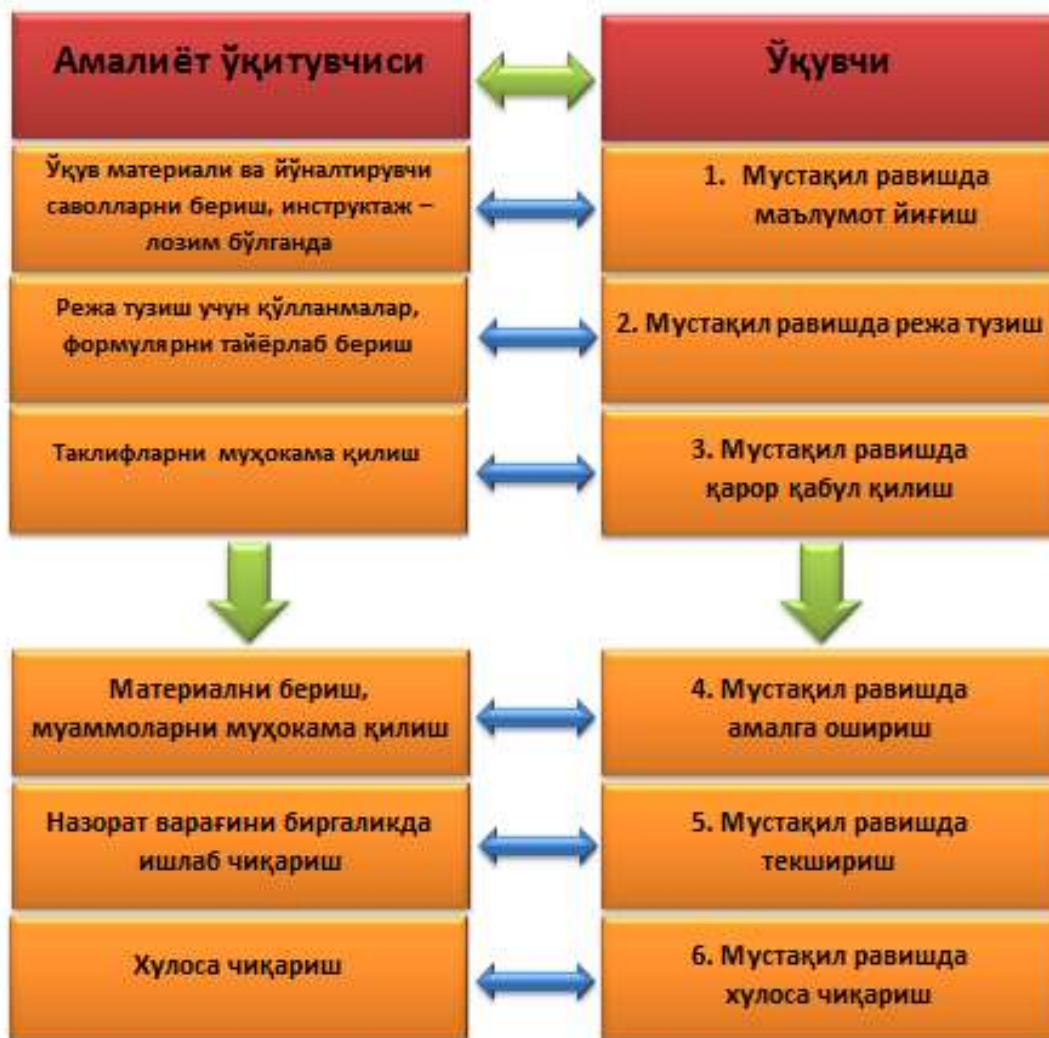 Амалиёт ўқитувчиси
Ўқувчи
Ўқув материали ва йўналтирувчи
саволларни бериш, инструктаж –
лозим бўлганда
1. Мустақил равишда
маълумот йиғиш
Режа тузиш учун қўлланмалар,
формулярни тайёрлаб бериш
2. Мустақил равишда режа тузиш
Таклифларни муҳокама қилиш
3. Мустақил равишда
қарор қабул қилиш
Материални бериш,
муаммоларни муҳокама қилиш
4. Мустақил равишда
амалга ошириш
Назорат варағини биргаликда
ишлаб чиқариш
5. Мустақил равишда
текшириш
Хулоса чиқариш
6. Мустақил равишда
хулоса чиқариш